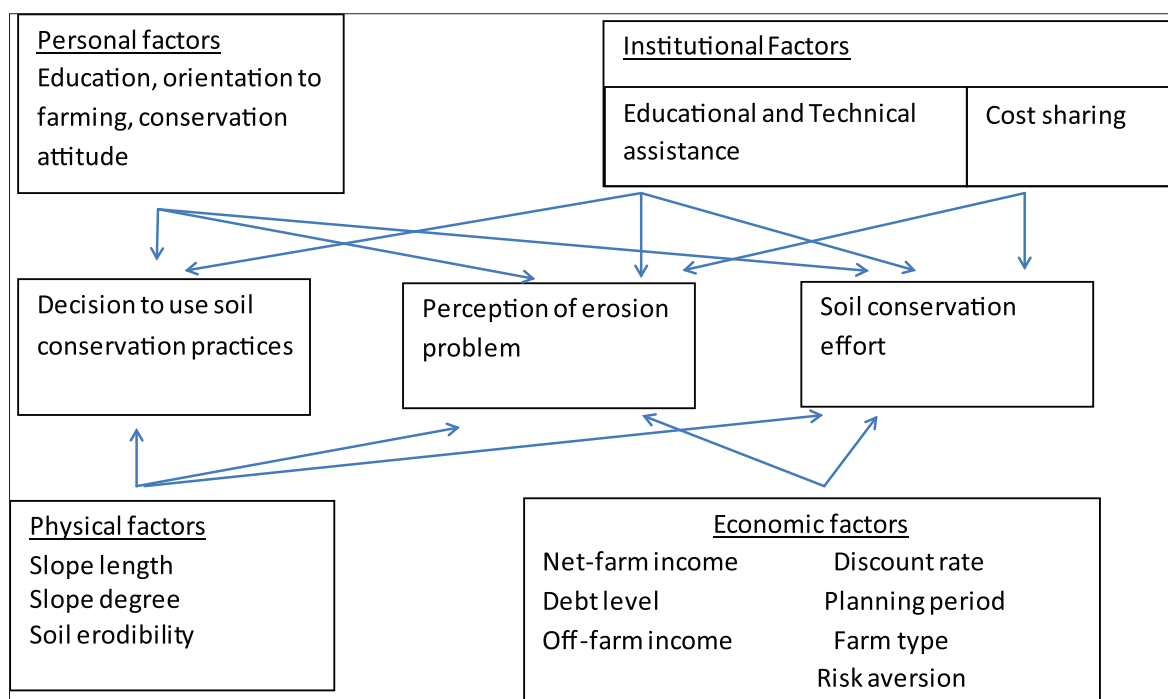 Personal factors
Education, orientation to
farming, conservation
attitude
Institutional Factors
Educational and Technical
assistance
Cost sharing
Decision to use soil
conservation practices
Perception of erosion
problem
Soil conservation
effort
Physical factors
Slope length
Slope degree
Soil erodibility
Economic factors
Net-farm income
Discount rate
Debt level
Planning period
Off-farm income
Farm type
Risk aversion